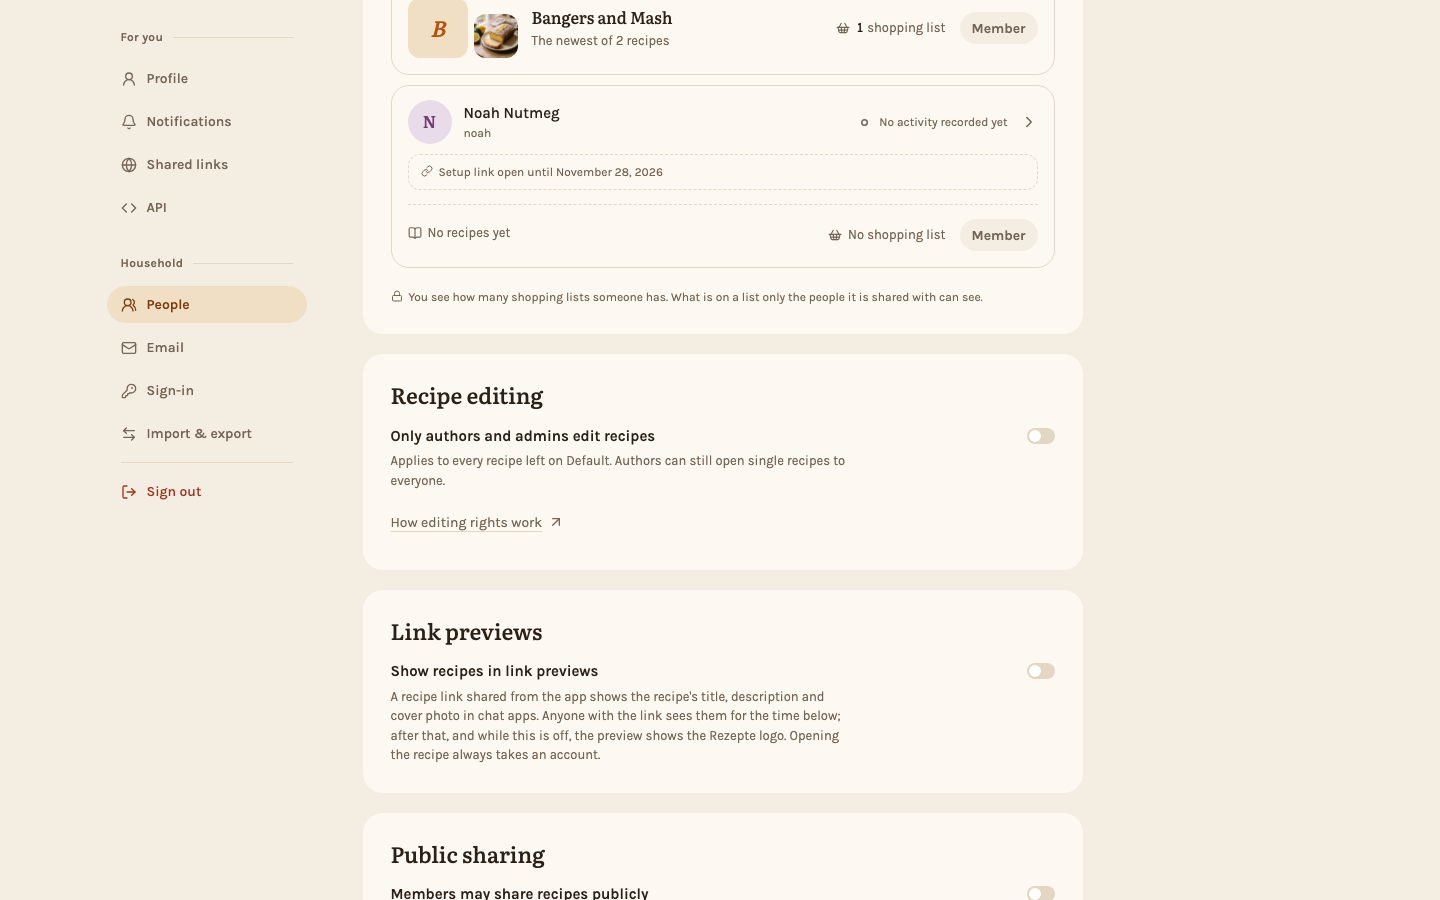 For you
Profile
Notifications
Shared links
API
Household
People
Email
Sign-in
Import & export
Sign out
B
Bangers and Mash
The newest of 2 recipes
1 shopping list
Member
N
Noah Nutmeg
noah
No activity recorded yet
Setup link open until November 28, 2026
No recipes yet
No shopping list
Member
You see how many shopping lists someone has. What is on a list only the people it is shared with can see.
Recipe editing
Only authors and admins edit recipes
Applies to every recipe left on Default. Authors can still open single recipes to
everyone.
How editing rights work
Link previews
Show recipes in link previews
A recipe link shared from the app shows the recipe's title, description and
cover photo in chat apps. Anyone with the link sees them for the time below;
after that, and while this is off, the preview shows the Rezepte logo. Opening
the recipe always takes an account.
Public sharing
Members may share recipes publicly